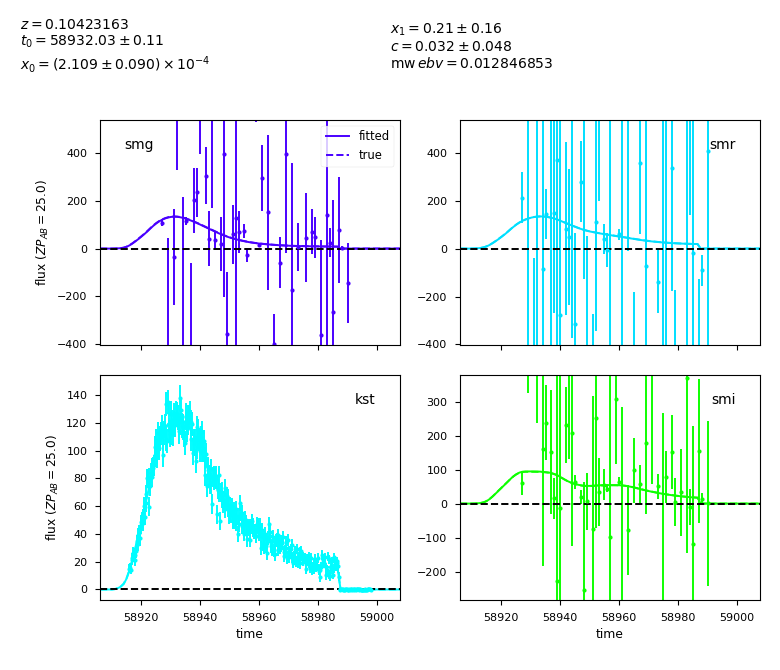 z = 0.10423163
t₀ = 58932.03 ± 0.11
x₀ = (2.109 ± 0.090) × 10⁻⁴
x₁ = 0.21 ± 0.16
c = 0.032 ± 0.048
mw ebv = 0.012846853
smg
fitted
true
400
200
0
−200
−400
flux (ZP_AB = 25.0)
smr
400
200
0
−200
−400
kst
140
120
100
80
60
40
20
0
flux (ZP_AB = 25.0)
58920 58940 58960 58980 59000
time
smi
300
200
100
0
−100
−200
58920 58940 58960 58980 59000
time